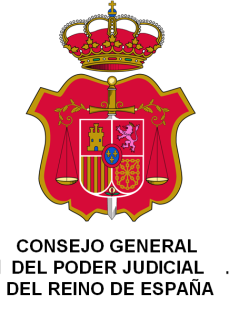 CONSEJO GENERAL
DEL PODER JUDICIAL .
DEL REINO DE ESPAÑA